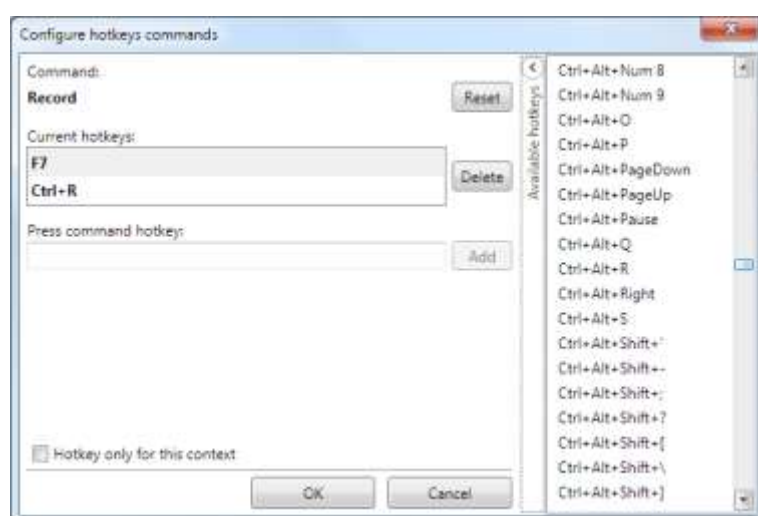 Configure hotkeys commands
Command:
Record
Reset
Current hotkeys:
F7
Ctrl+R
Delete
Press command hotkey:
Add
Hotkey only for this context
OK
Cancel
Available hotkeys
Ctrl+Alt+Num 8
Ctrl+Alt+Num 9
Ctrl+Alt+O
Ctrl+Alt+P
Ctrl+Alt+PageDown
Ctrl+Alt+PageUp
Ctrl+Alt+Pause
Ctrl+Alt+Q
Ctrl+Alt+R
Ctrl+Alt+Right
Ctrl+Alt+S
Ctrl+Alt+Shift+'
Ctrl+Alt+Shift+-
Ctrl+Alt+Shift+;
Ctrl+Alt+Shift+?
Ctrl+Alt+Shift+[
Ctrl+Alt+Shift+\
Ctrl+Alt+Shift+]